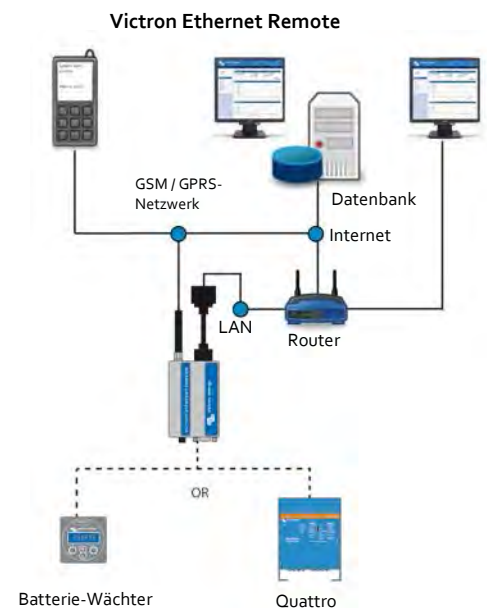 Victron Ethernet Remote
GSM / GPRS-
Netzwerk
Datenbank
Internet
LAN
Router
OR
Batterie-Wächter
Quattro